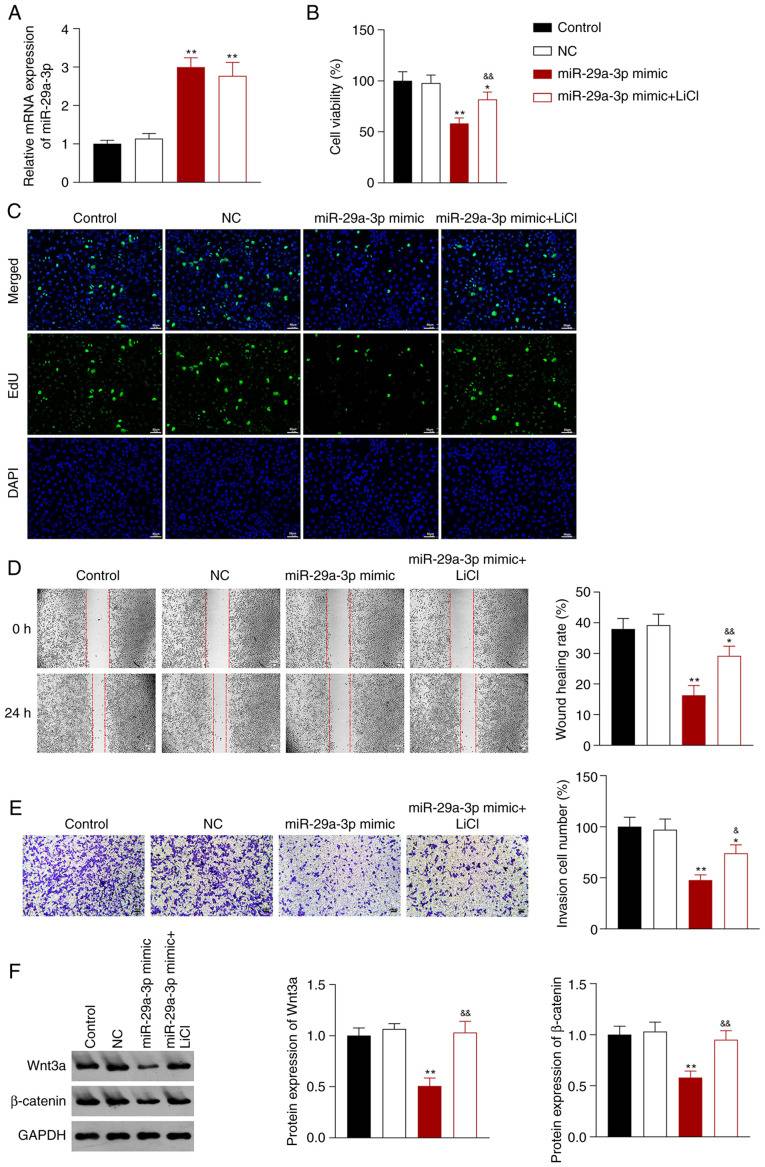 A
Relative mRNA expression
of miR-29a-3p
4
3
2
1
0
**
**
B
Cell viability (%)
150
100
50
0
**
&&
*
Control
NC
miR-29a-3p mimic
miR-29a-3p mimic+LiCl
C
Control
NC
miR-29a-3p mimic
miR-29a-3p mimic+LiCl
Merged
EdU
DAPI
D
Control
NC
miR-29a-3p mimic
miR-29a-3p mimic+
LiCl
0 h
24 h
Wound healing rate (%)
50
40
30
20
10
0
**
&&
*
E
Control
NC
miR-29a-3p mimic
miR-29a-3p mimic+
LiCl
Invasion cell number (%)
150
100
50
0
**
&
*
F
Control
NC
miR-29a-3p mimic
miR-29a-3p mimic+
LiCl
Wnt3a
β-catenin
GAPDH
Protein expression of Wnt3a
1.5
1.0
0.5
0.0
**
&&
Protein expression of β-catenin
1.5
1.0
0.5
0.0
**
&&